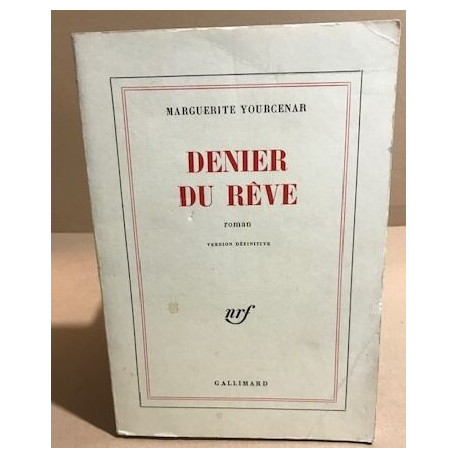 MARGUERITE YOURCENAR
DENIER
DU RÊVE
roman
VERSION DÉFINITIVE
nrf
GALLIMARD